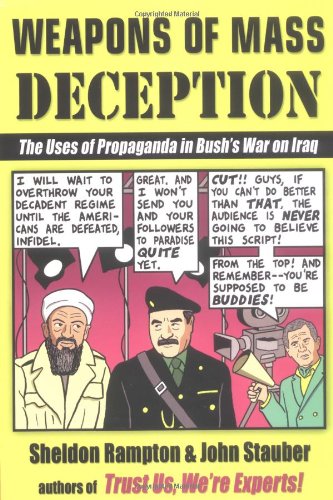 WEAPONS OF MASS
DECEPTION
The Uses of Propaganda in Bush's War on Iraq
I WILL WAIT TO
OVERTHROW YOUR
DECADENT REGIME
UNTIL THE AMERI-
CANS ARE DEFEATED,
INFIDEL.
GREAT. AND
I WON'T
SEND YOU
AND YOUR
FOLLOWERS
TO PARADISE
QUITE
YET.
CUT!! GUYS, IF
YOU CAN'T DO BETTER
THAN THAT, THE
AUDIENCE IS NEVER
GOING TO BELIEVE
THIS SCRIPT!
FROM THE TOP! AND
REMEMBER--YOU'RE
SUPPOSED TO BE
BUDDIES!
Sheldon Rampton & John Stauber
authors of Trust Us, We're Experts!